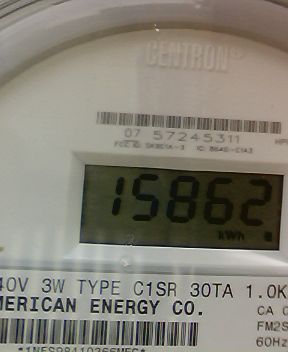 CENTRON®
07 57245311
15862
kWh
40V 3W TYPE C1SR 30TA 1.0K
MERICAN ENERGY CO.
CA
FM2S
60Hz